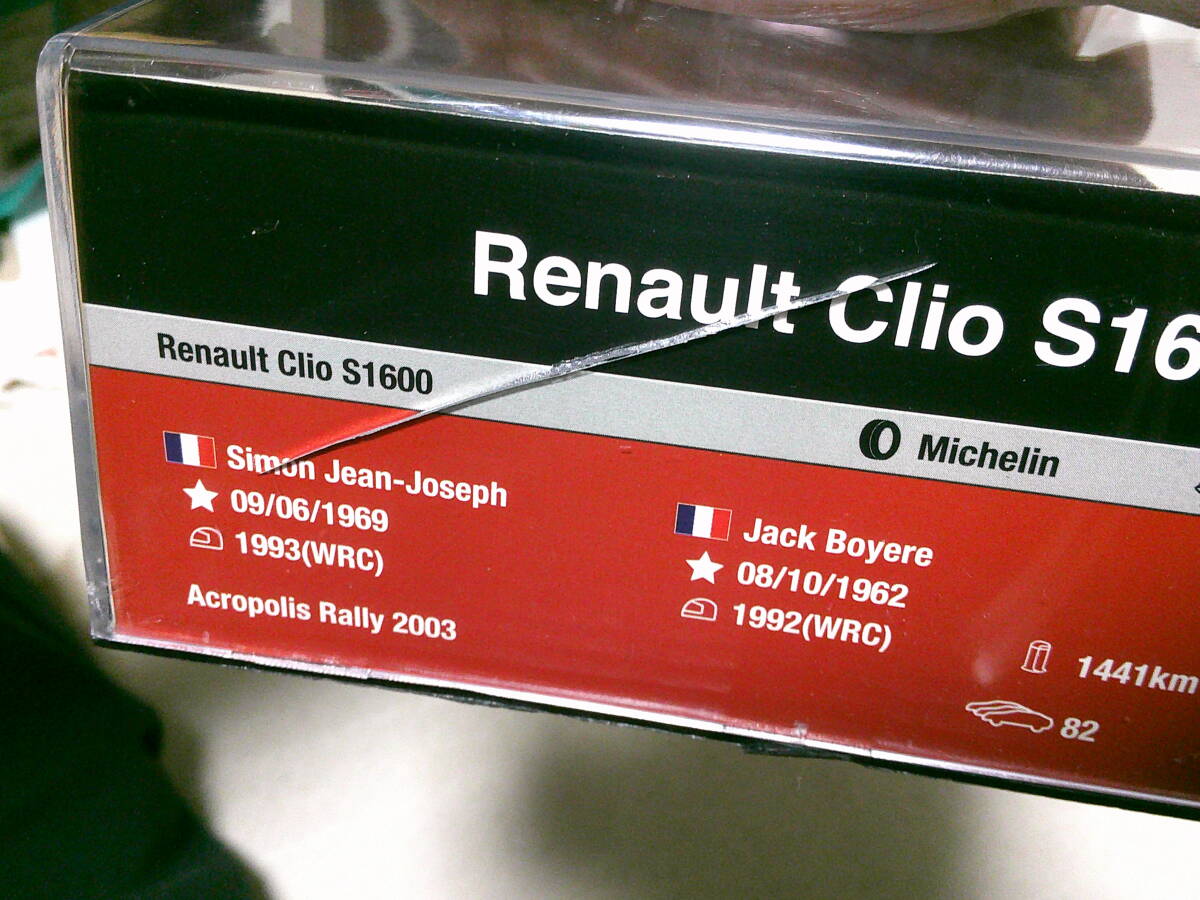 Renault Clio S16
Renault Clio S1600
Michelin
Simon Jean-Joseph
09/06/1969
1993(WRC)
Acropolis Rally 2003
Jack Boyere
08/10/1962
1992(WRC)
1441km
82